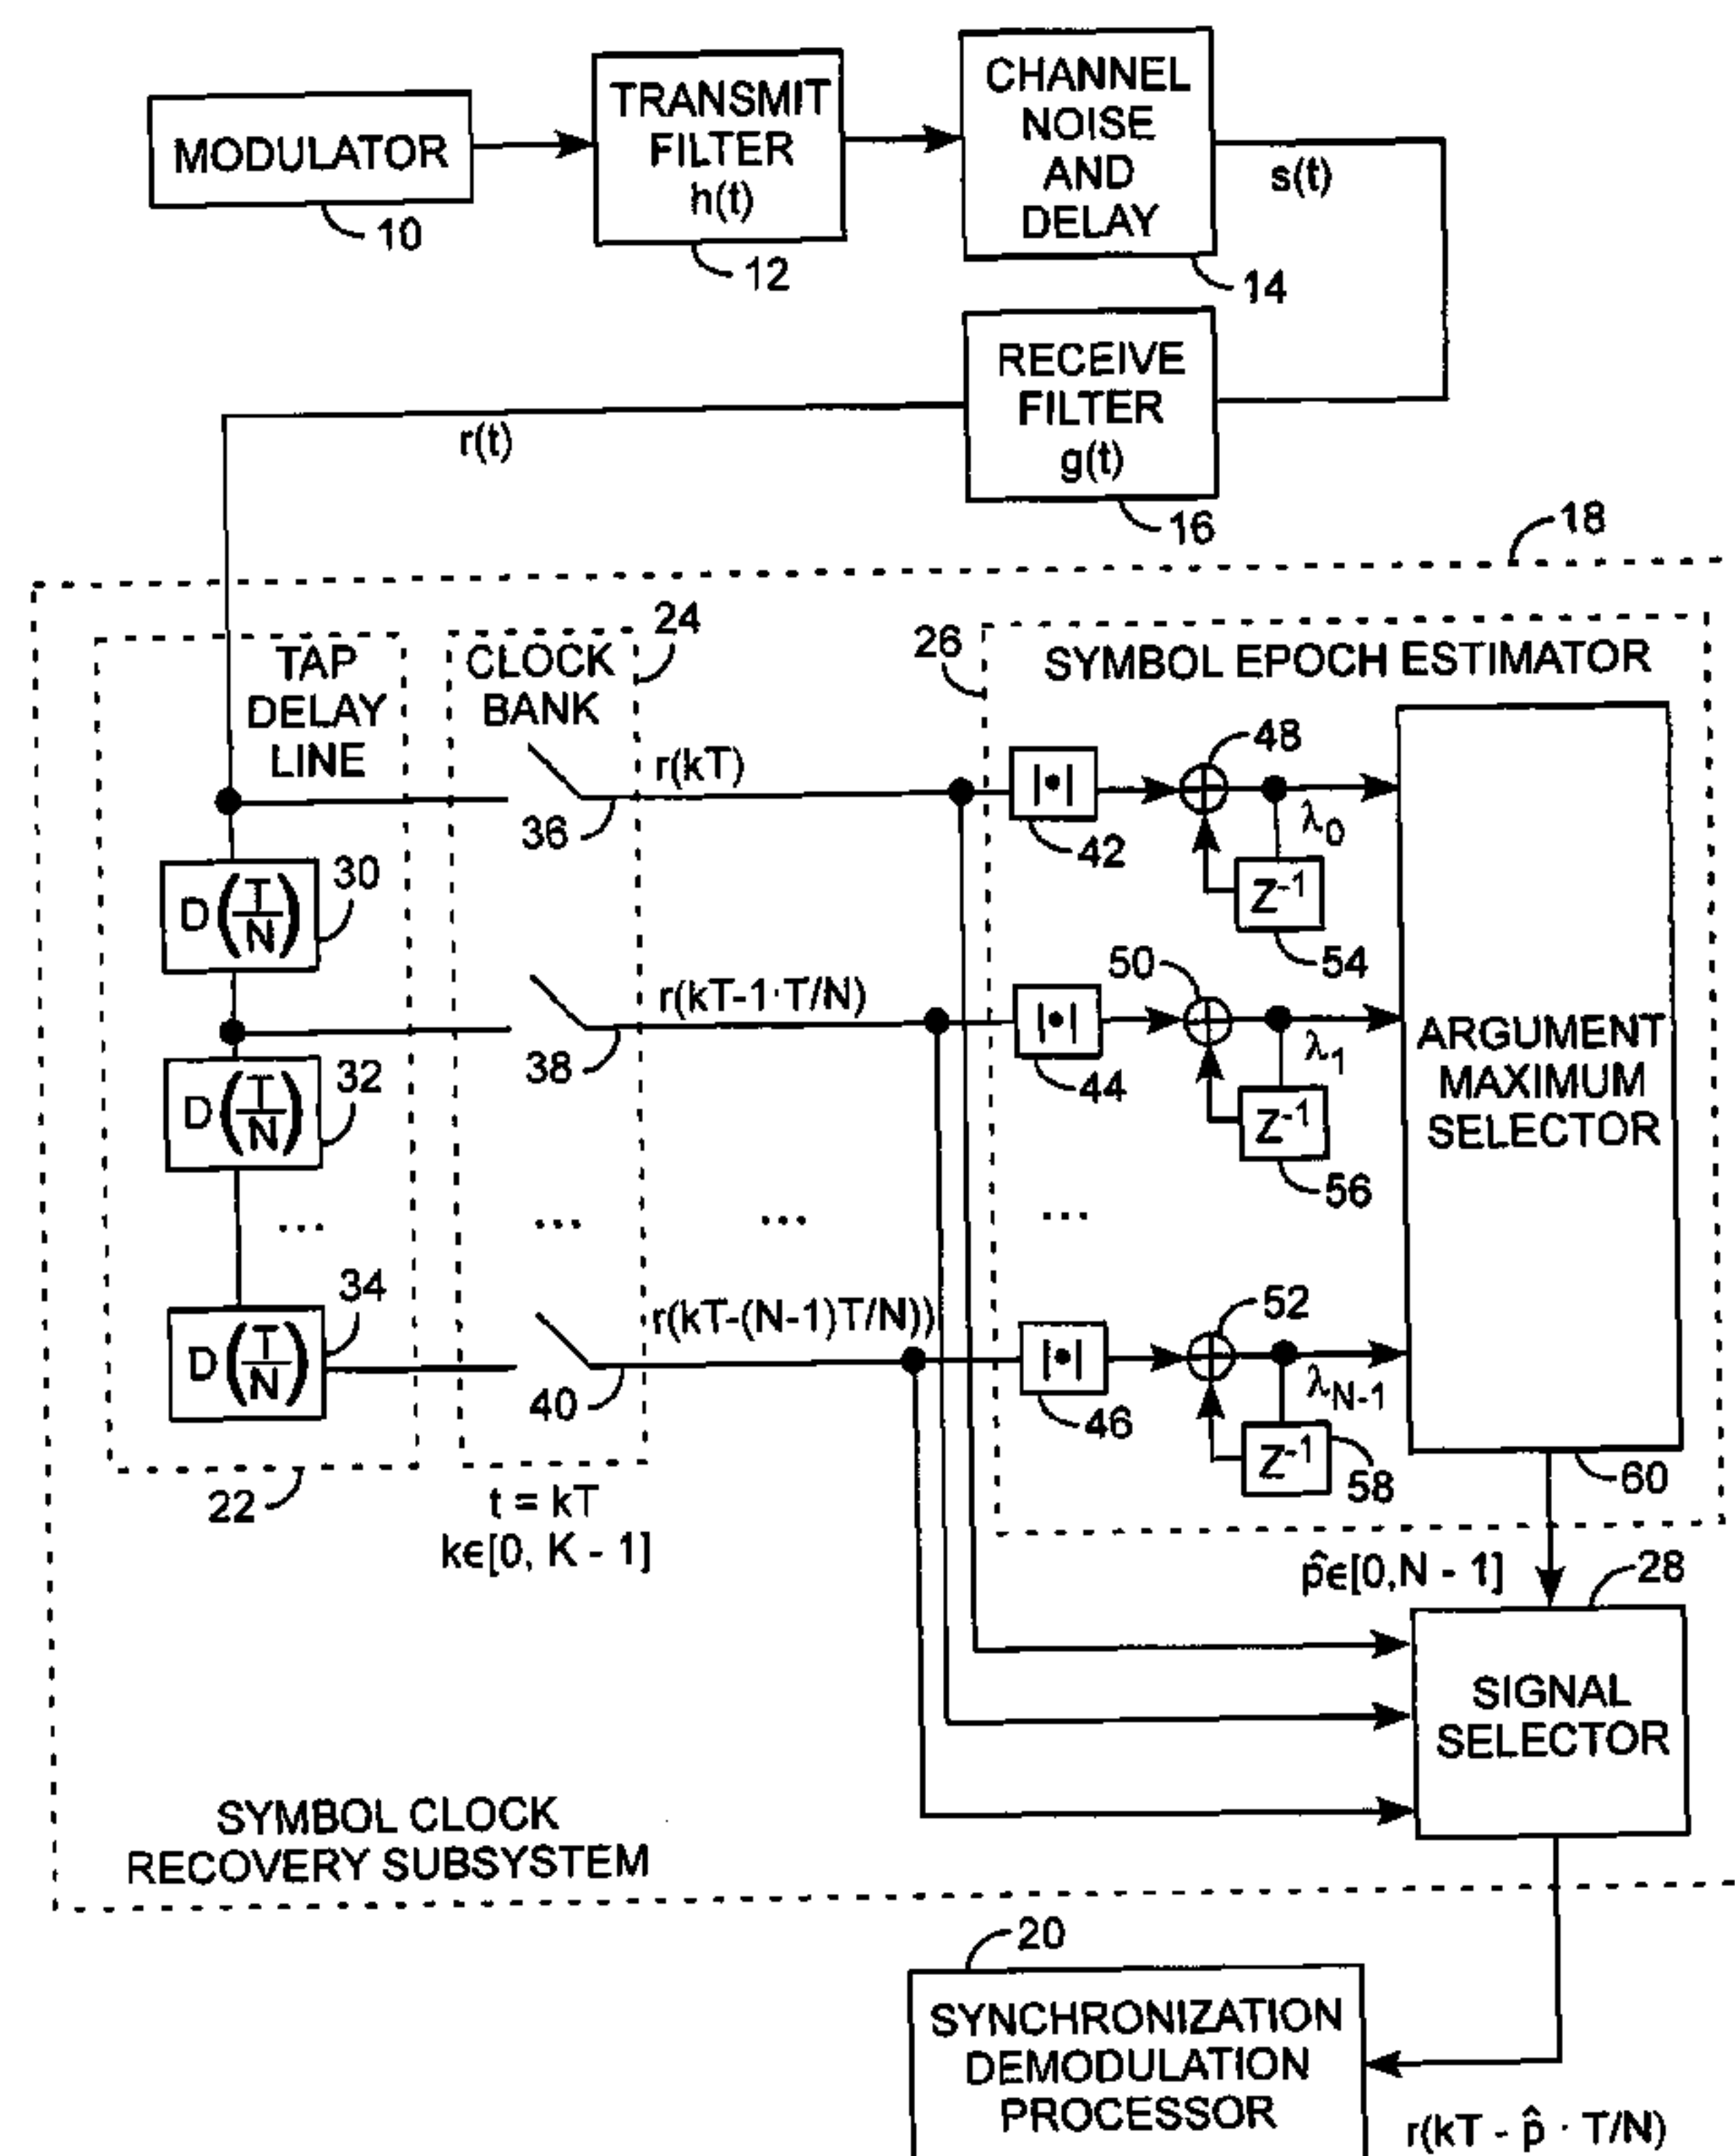 MODULATOR
10
TRANSMIT
FILTER
h(t)
12
CHANNEL
NOISE
AND
DELAY
14
s(t)
RECEIVE
FILTER
g(t)
16
r(t)
18
TAP
DELAY
LINE
CLOCK
BANK
24
26
SYMBOL EPOCH ESTIMATOR
r(kT)
36
|•|
42
48
λ0
Z-1
54
D(T/N)
30
r(kT-1·T/N)
38
|•|
44
50
λ1
Z-1
56
ARGUMENT
MAXIMUM
SELECTOR
D(T/N)
32
...
...
...
...
D(T/N)
34
r(kT-(N-1)T/N))
40
|•|
46
52
λN-1
Z-1
58
60
22
t = kT
kϵ[0, K - 1]
p̂ϵ[0,N - 1]
28
SIGNAL
SELECTOR
SYMBOL CLOCK
RECOVERY SUBSYSTEM
20
SYNCHRONIZATION
DEMODULATION
PROCESSOR
r(kT - p̂ · T/N)